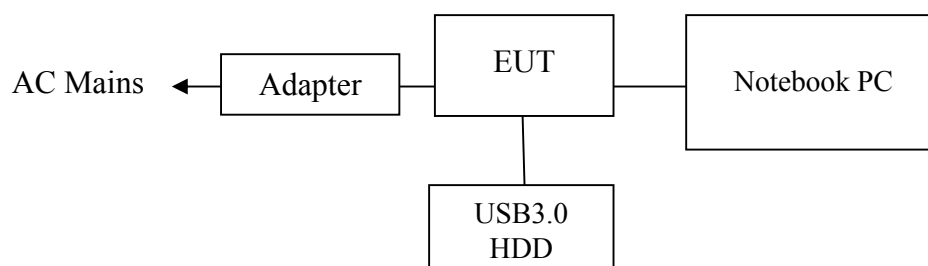 AC Mains
Adapter
EUT
Notebook PC
USB3.0
HDD